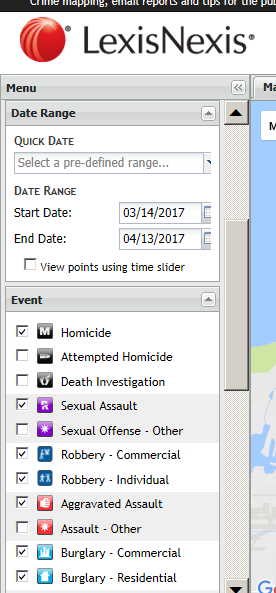 Crime mapping, email reports and tips for the pu
LexisNexis®
Menu
Ma
Date Range
M
QUICK DATE
Select a pre-defined range...
DATE RANGE
Start Date: 03/14/2017
End Date: 04/13/2017
View points using time slider
Event
M Homicide
Attempted Homicide
Death Investigation
R Sexual Assault
Sexual Offense - Other
Robbery - Commercial
Robbery - Individual
Aggravated Assault
Assault - Other
Burglary - Commercial
Burglary - Residential
Go